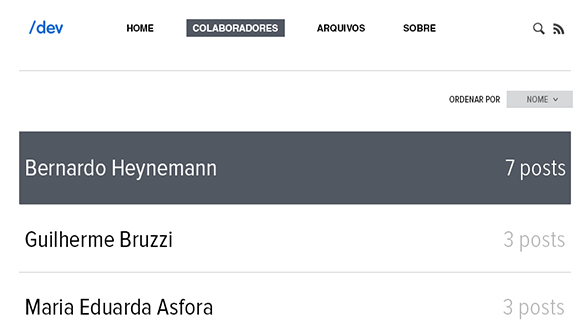 /dev HOME COLABORADORES ARQUIVOS SOBRE
ORDENAR POR NOME
Bernardo Heynemann 7 posts
Guilherme Bruzzi 3 posts
Maria Eduarda Asfora 3 posts